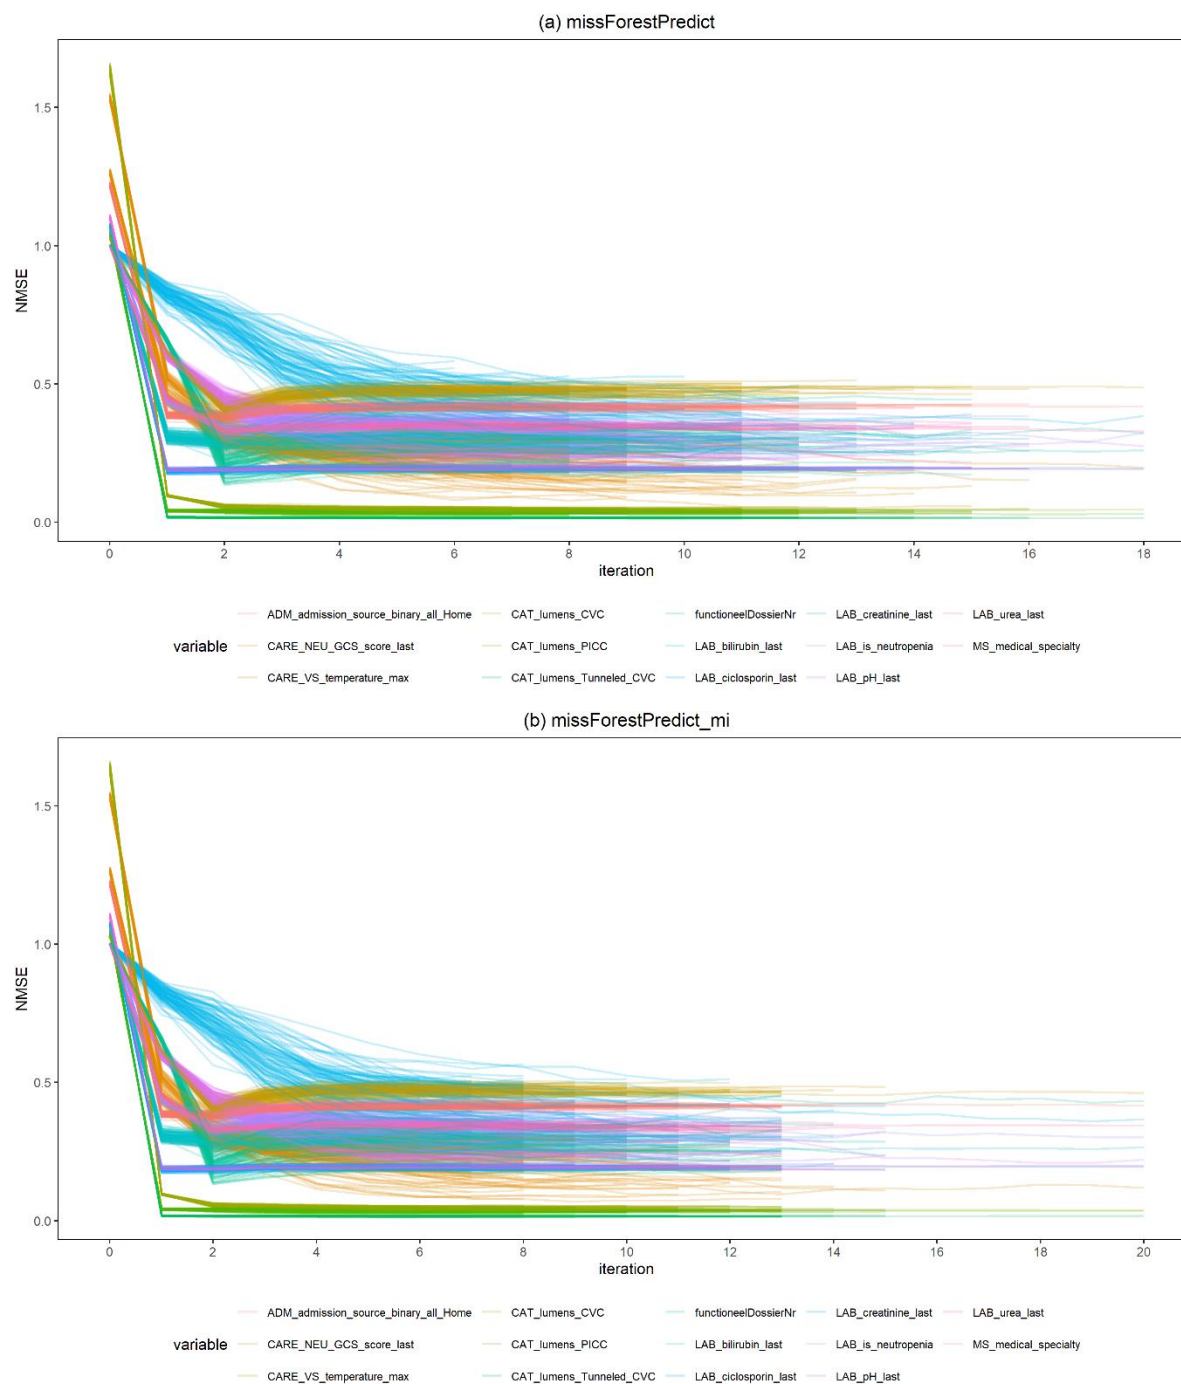 (a) missForestPredict
1.5
1.0
0.5
0.0
NMSE
0 2 4 6 8 10 12 14 16 18
iteration
variable
ADM_admission_source_binary_all_Home CAT_lumens_CVC functioneelDossierNr LAB_creatinine_last LAB_urea_last
CARE_NEU_GCS_score_last CAT_lumens_PICC LAB_bilirubin_last LAB_is_neutropenia MS_medical_specialty
CARE_VS_temperature_max CAT_lumens_Tunneled_CVC LAB_ciclosporin_last LAB_pH_last
(b) missForestPredict_mi
1.5
1.0
0.5
0.0
NMSE
0 2 4 6 8 10 12 14 16 18 20
iteration
variable
ADM_admission_source_binary_all_Home CAT_lumens_CVC functioneelDossierNr LAB_creatinine_last LAB_urea_last
CARE_NEU_GCS_score_last CAT_lumens_PICC LAB_bilirubin_last LAB_is_neutropenia MS_medical_specialty
CARE_VS_temperature_max CAT_lumens_Tunneled_CVC LAB_ciclosporin_last LAB_pH_last